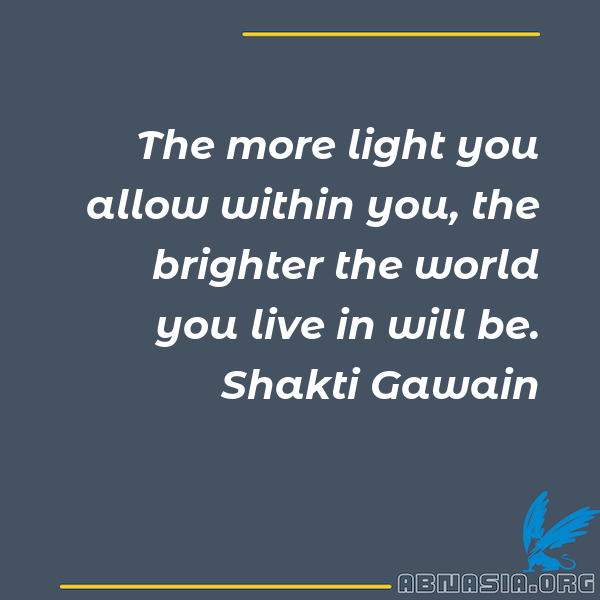 The more light you
allow within you, the
brighter the world
you live in will be.
Shakti Gawain
ABNASIA.ORG